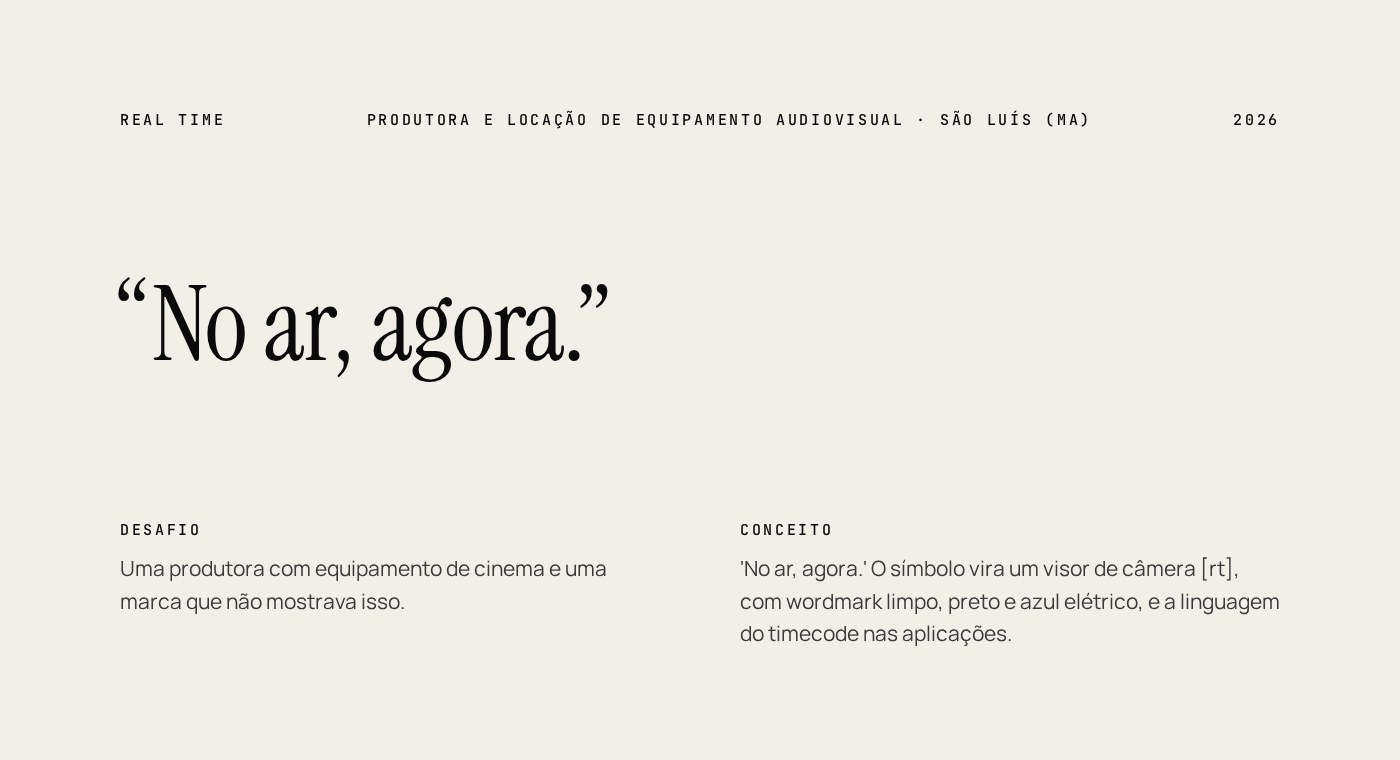 REAL TIME
PRODUTORA E LOCAÇÃO DE EQUIPAMENTO AUDIOVISUAL · SÃO LUÍS (MA)
2026
“No ar, agora.”
DESAFIO
Uma produtora com equipamento de cinema e uma
marca que não mostrava isso.
CONCEITO
'No ar, agora.' O símbolo vira um visor de câmera [rt],
com wordmark limpo, preto e azul elétrico, e a linguagem
do timecode nas aplicações.